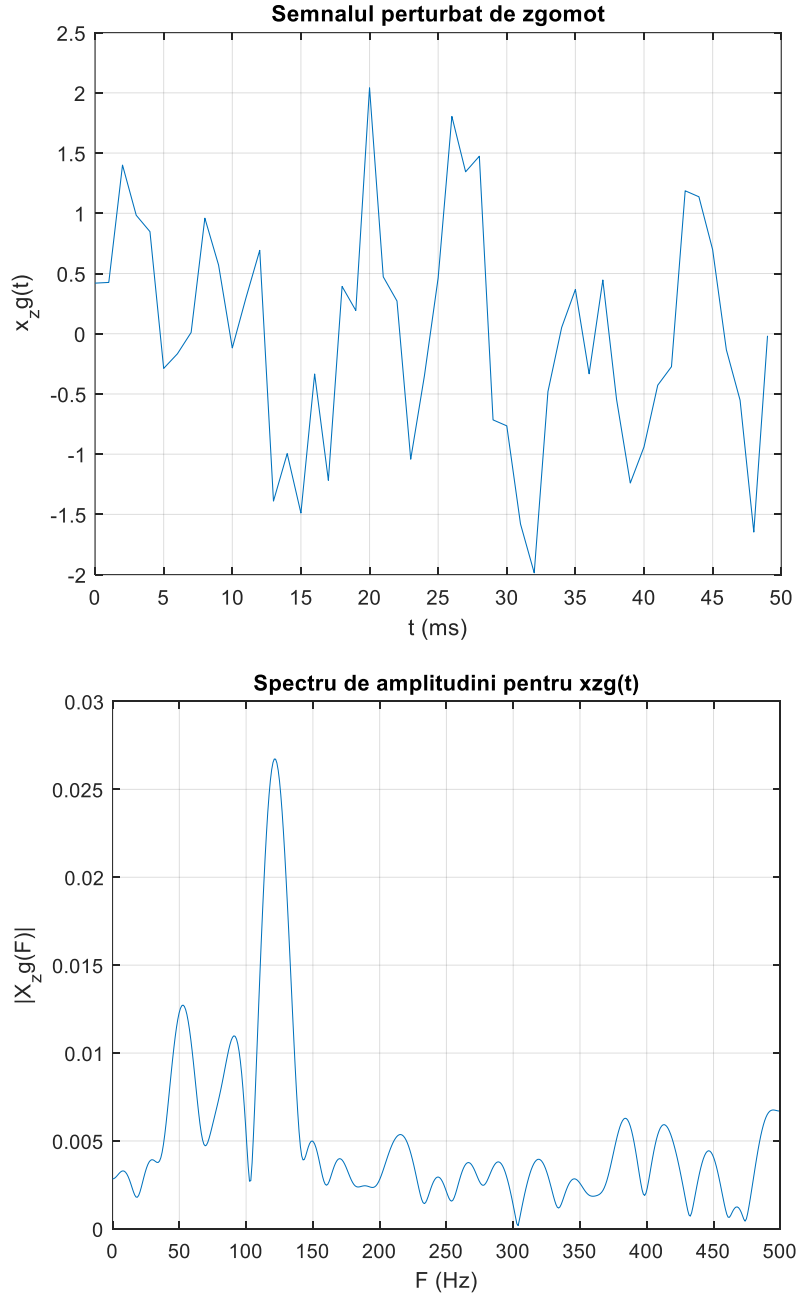 Semnalul perturbat de zgomot
2.5
2
1.5
1
0.5
0
-0.5
-1
-1.5
-2
x_zg(t)
0 5 10 15 20 25 30 35 40 45 50
t (ms)
Spectru de amplitudini pentru xzg(t)
0.03
0.025
0.02
0.015
0.01
0.005
0
|X_zg(F)|
0 50 100 150 200 250 300 350 400 450 500
F (Hz)